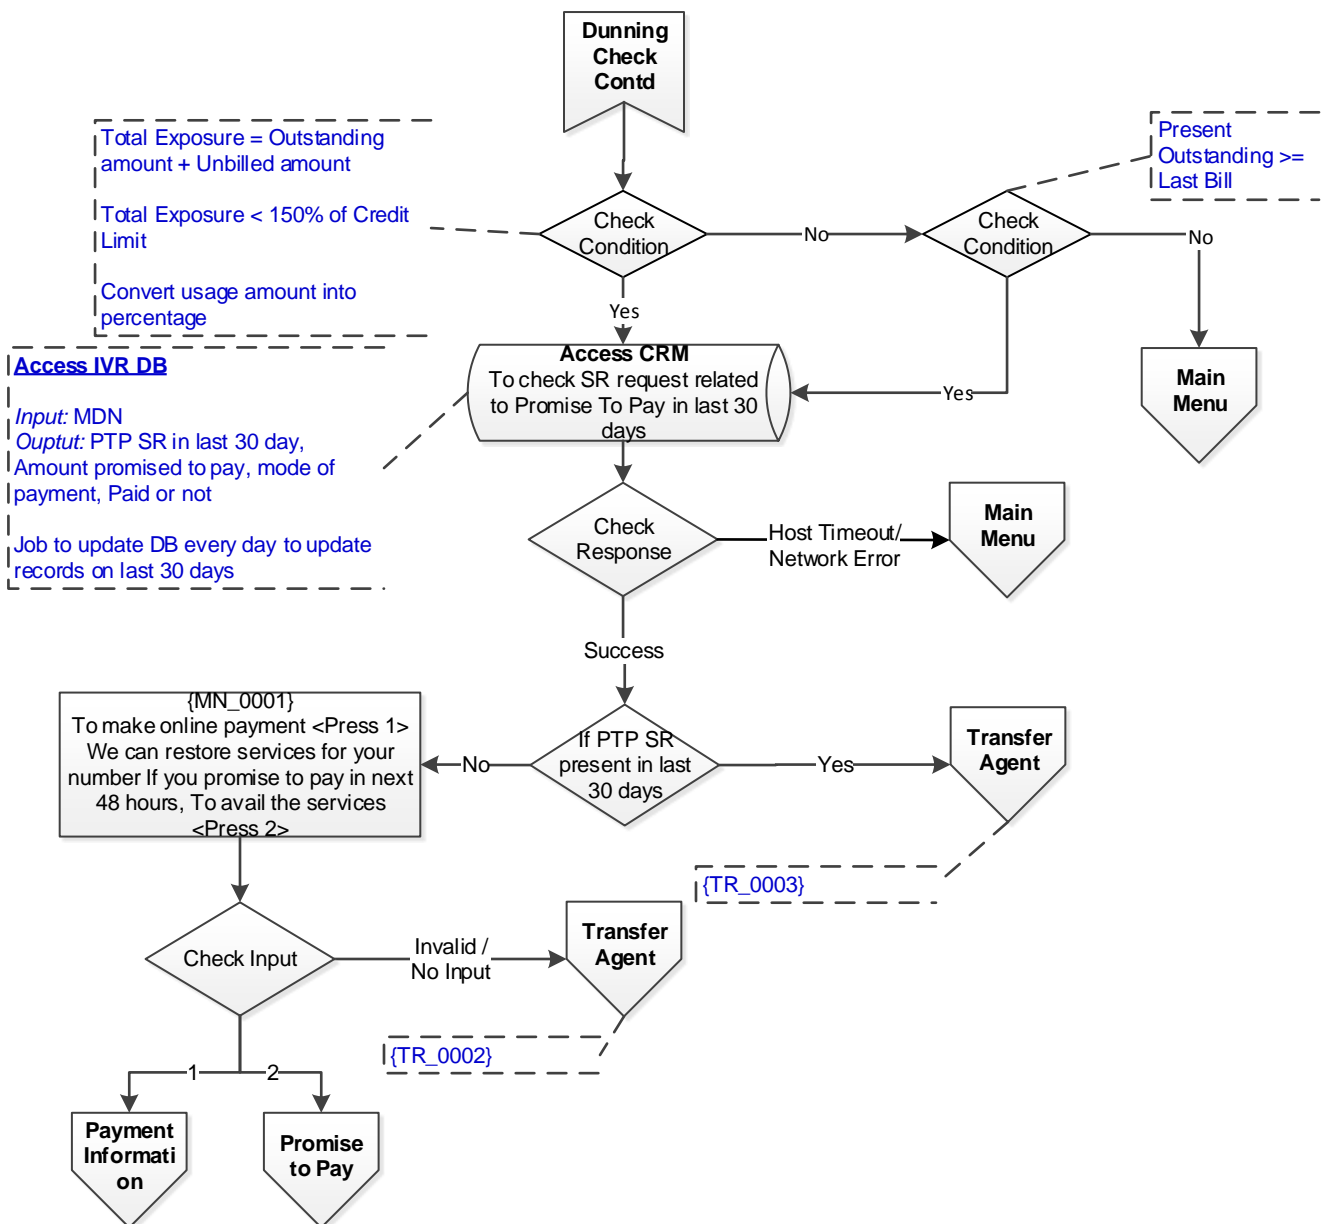 Dunning
Check
Contd
Total Exposure = Outstanding
amount + Unbilled amount
Total Exposure < 150% of Credit
Limit
Convert usage amount into
percentage
Present
Outstanding >=
Last Bill
Check
Condition
No
Check
Condition
No
Yes
Access IVR DB
Input: MDN
Ouptut: PTP SR in last 30 day,
Amount promised to pay, mode of
payment, Paid or not
Job to update DB every day to update
records on last 30 days
Access CRM
To check SR request related
to Promise To Pay in last 30
days
Yes
Main
Menu
Check
Response
Host Timeout/
Network Error
Main
Menu
Success
{MN_0001}
To make online payment <Press 1>
We can restore services for your
number If you promise to pay in next
48 hours, To avail the services
<Press 2>
No
If PTP SR
present in last
30 days
Yes
Transfer
Agent
{TR_0003}
Check Input
Invalid /
No Input
Transfer
Agent
{TR_0002}
1
2
Payment
Informati
on
Promise
to Pay